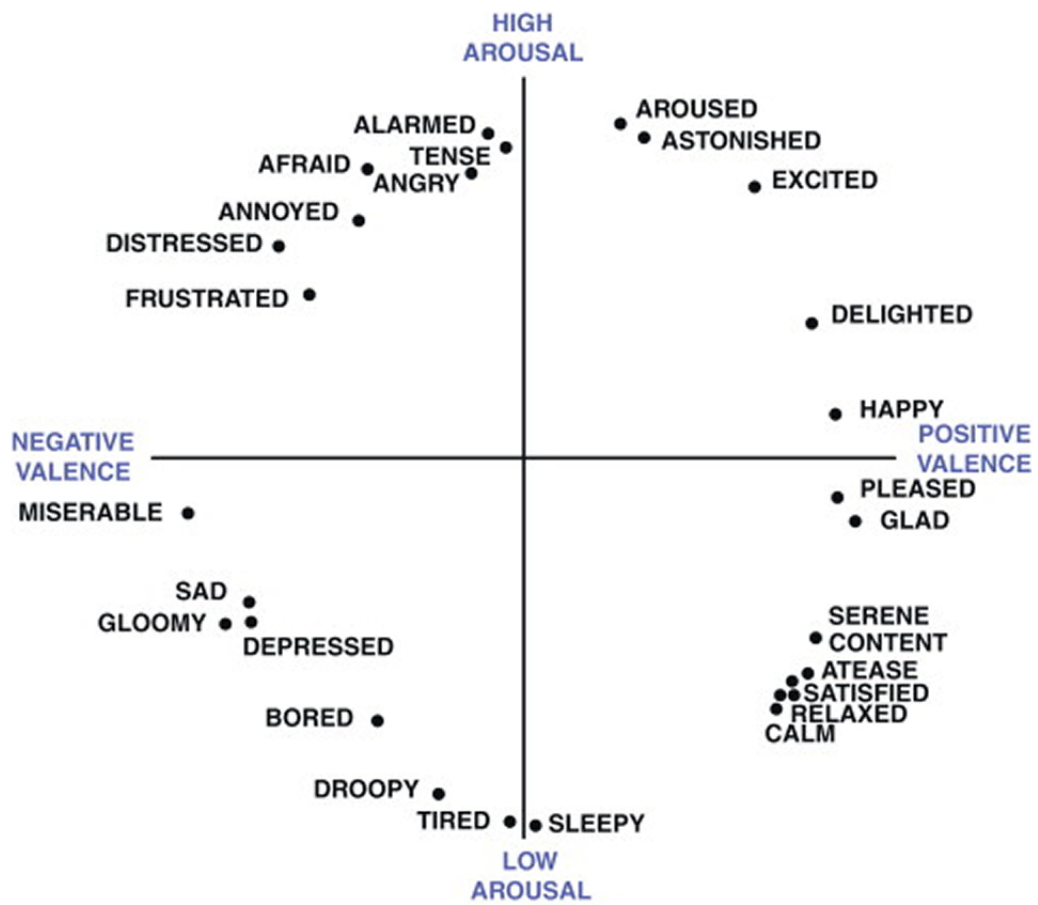 HIGH
AROUSAL
AROUSED
ALARMED
ASTONISHED
TENSE
AFRAID
EXCITED
ANGRY
ANNOYED
DISTRESSED
FRUSTRATED
DELIGHTED
HAPPY
NEGATIVE
VALENCE
POSITIVE
VALENCE
PLEASED
MISERABLE
GLAD
SAD
GLOOMY
DEPRESSED
SERENE
CONTENT
ATEASE
SATISFIED
RELAXED
CALM
BORED
DROOPY
TIRED
SLEEPY
LOW
AROUSAL